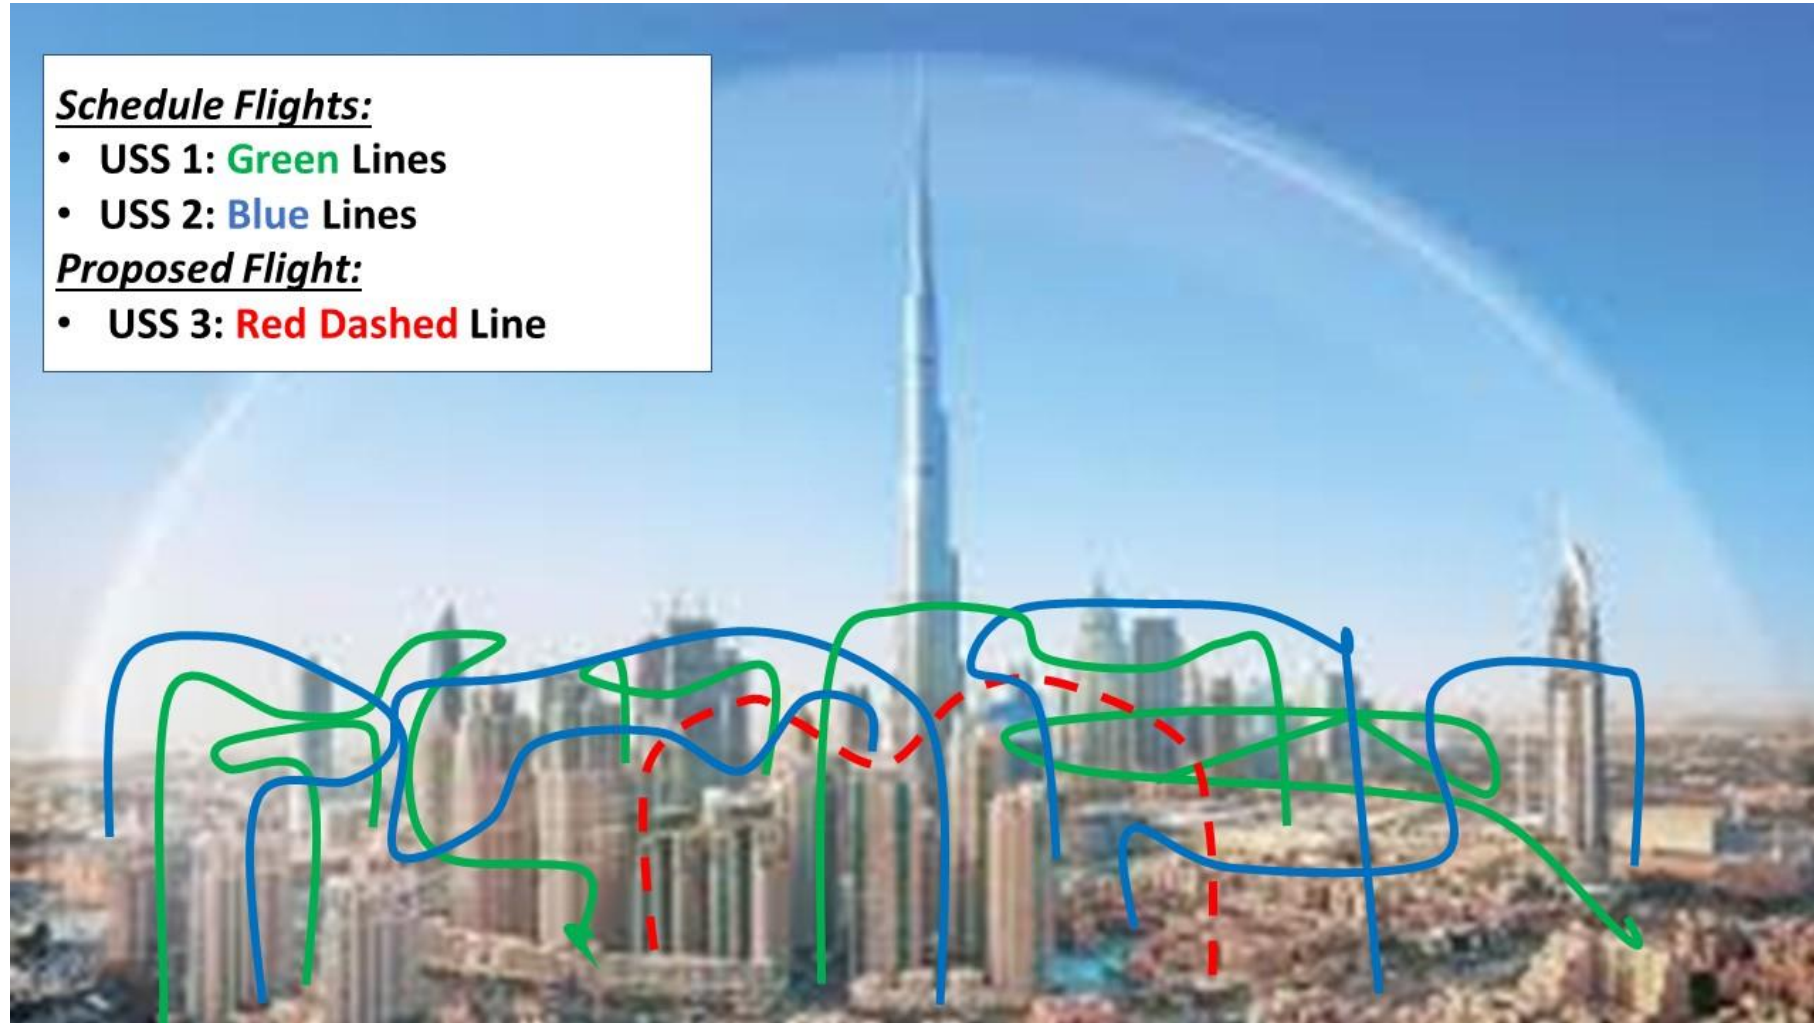 Schedule Flights:
• USS 1: Green Lines
• USS 2: Blue Lines
Proposed Flight:
• USS 3: Red Dashed Line